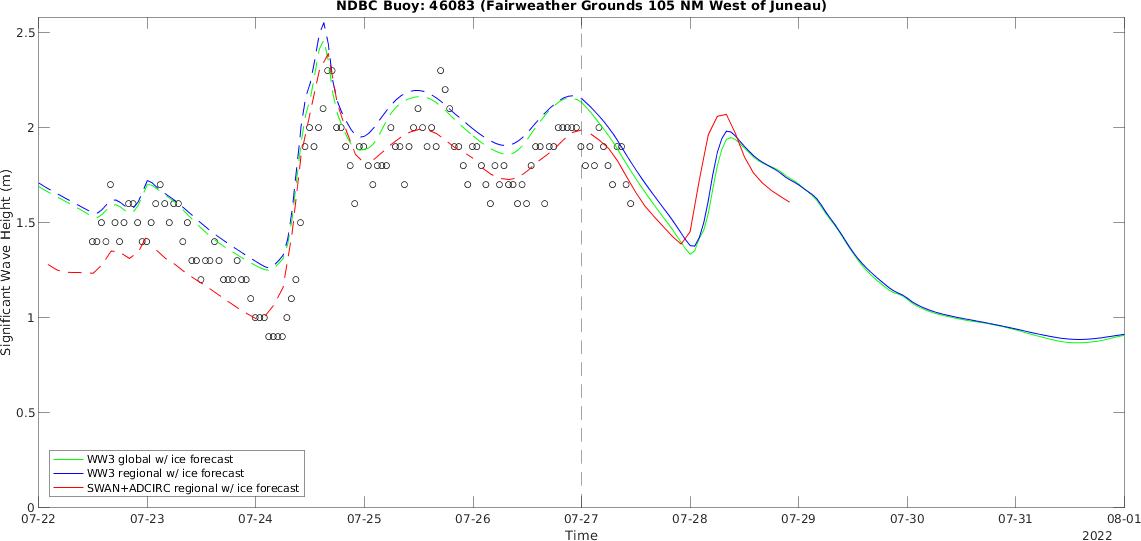 NDBC Buoy: 46083 (Fairweather Grounds 105 NM West of Juneau)
2.5
2
1.5
1
0.5
0
Significant Wave Height (m)
WW3 global w/ ice forecast
WW3 regional w/ ice forecast
SWAN+ADCIRC regional w/ ice forecast
07-22 07-23 07-24 07-25 07-26 07-27 07-28 07-29 07-30 07-31 08-01
Time
2022